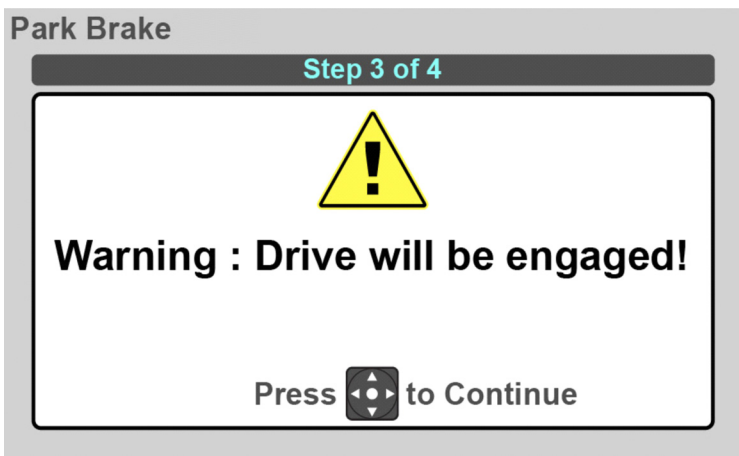 Park Brake
Step 3 of 4
Warning : Drive will be engaged!
Press to Continue